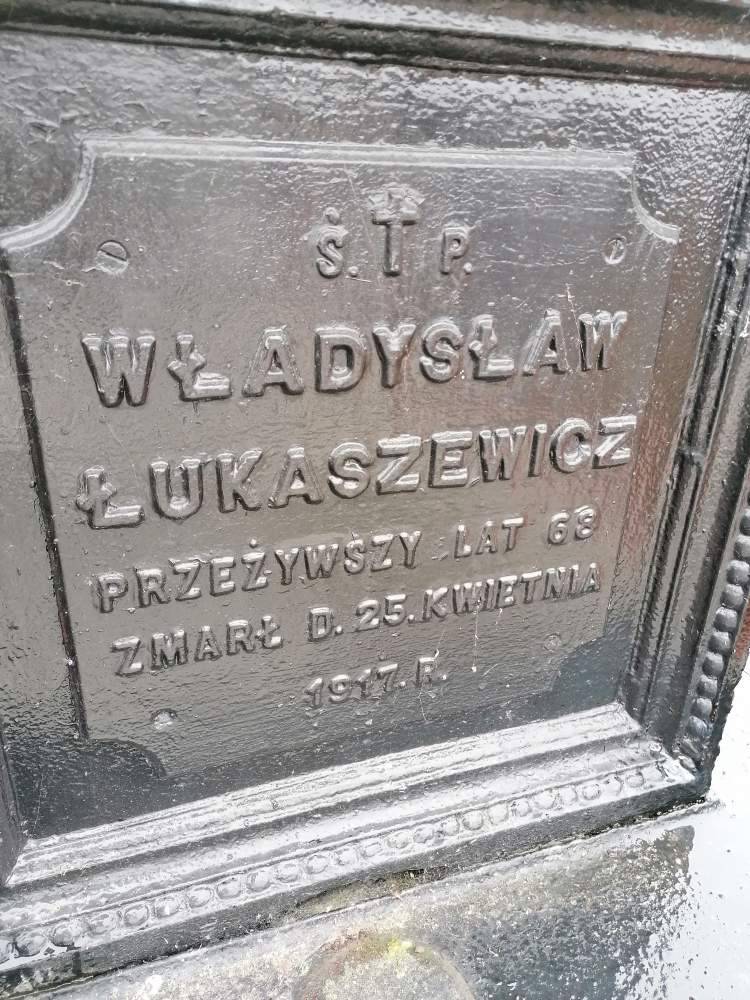 Ś. † P.
WŁADYSŁAW
ŁUKASZEWICZ
PRZEŻYWSZY LAT 68
ZMARŁ D. 25. KWIETNIA
1917. R.